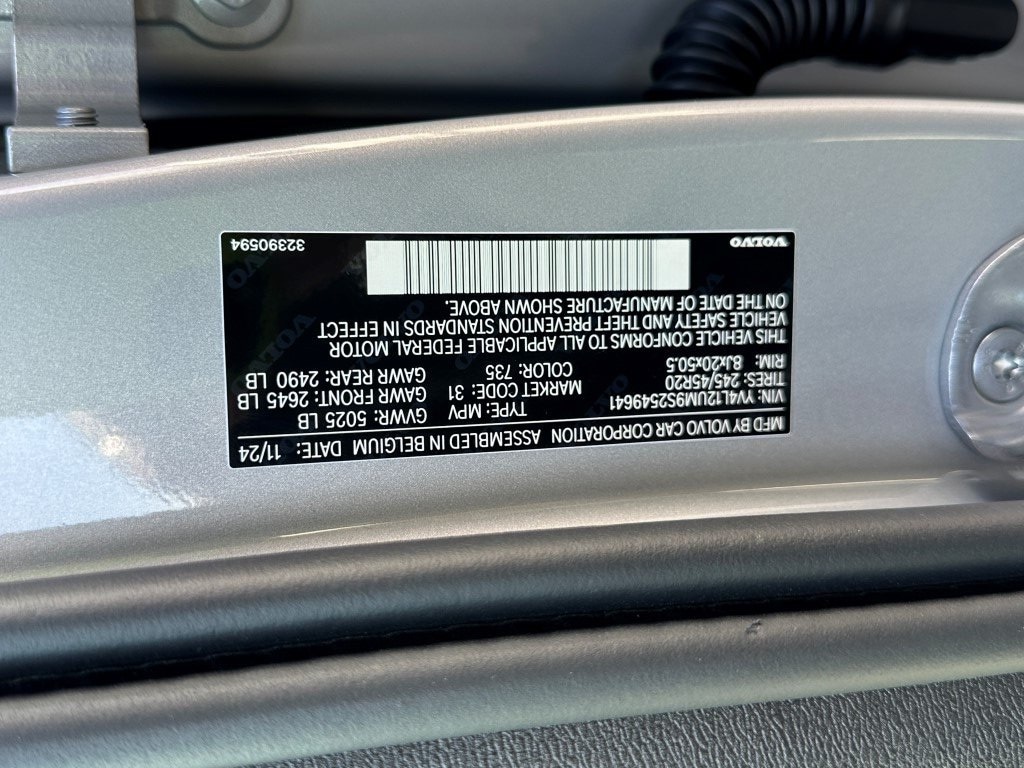 MFD BY VOLVO CAR CORPORATION ASSEMBLED IN BELGIUM DATE: 11/24
VIN: YV4L12UM9S2549641 TYPE: MPV GVWR: 5025 LB
TIRES: 245/45R20 MARKET CODE: 31 GAWR FRONT: 2645 LB
RIM: 8Jx20x50.5 COLOR: 735 GAWR REAR: 2490 LB
THIS VEHICLE CONFORMS TO ALL APPLICABLE FEDERAL MOTOR
VEHICLE SAFETY AND THEFT PREVENTION STANDARDS IN EFFECT
ON THE DATE OF MANUFACTURE SHOWN ABOVE.
VOLVO 32390594